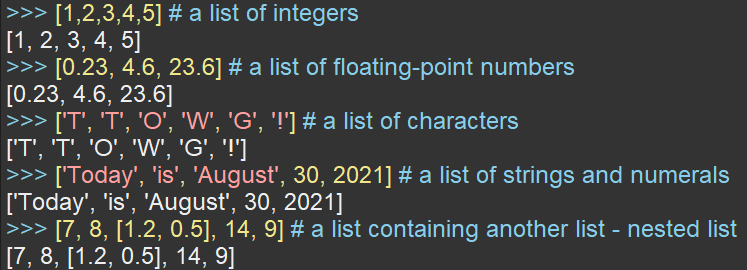 >>> [1,2,3,4,5] # a list of integers
[1, 2, 3, 4, 5]
>>> [0.23, 4.6, 23.6] # a list of floating-point numbers
[0.23, 4.6, 23.6]
>>> ['T', 'T', 'O', 'W', 'G', '!'] # a list of characters
['T', 'T', 'O', 'W', 'G', '!']
>>> ['Today', 'is', 'August', 30, 2021] # a list of strings and numerals
['Today', 'is', 'August', 30, 2021]
>>> [7, 8, [1.2, 0.5], 14, 9] # a list containing another list - nested list
[7, 8, [1.2, 0.5], 14, 9]